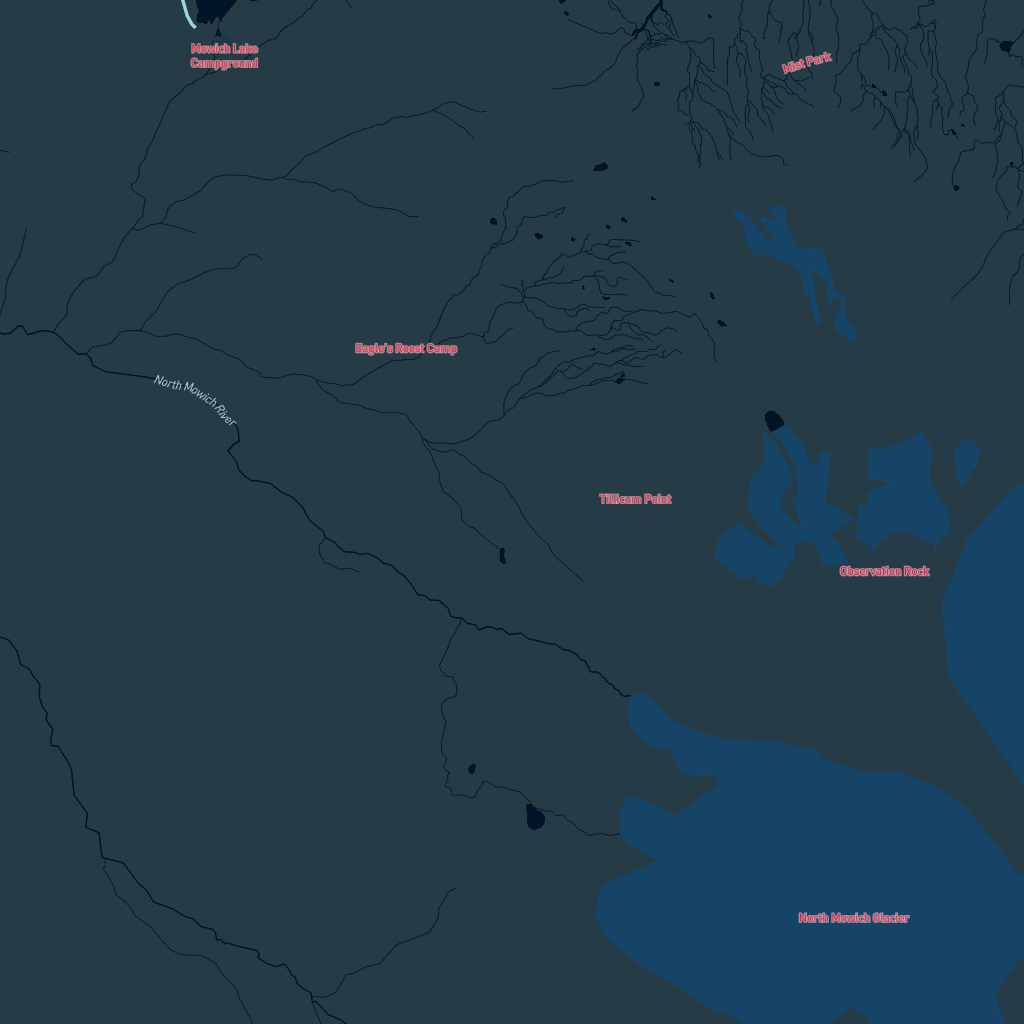 Mowich Lake
Campground
Mist Park
Eagle's Roost Camp
North Mowich River
Tillicum Point
Observation Rock
North Mowich Glacier